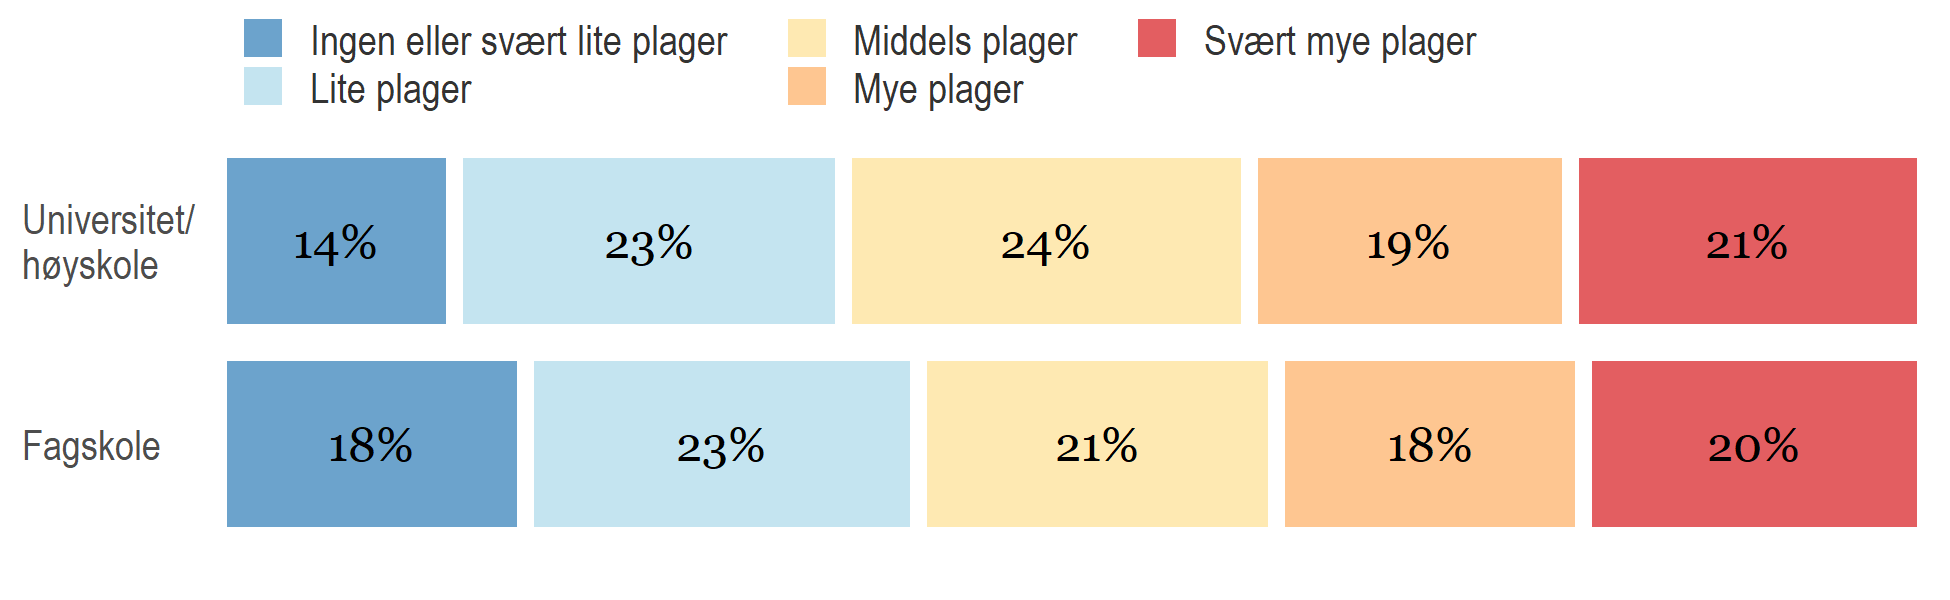 Ingen eller svært lite plager
Lite plager
Middels plager
Mye plager
Svært mye plager
Universitet/
høyskole
14% 23% 24% 19% 21%
Fagskole
18% 23% 21% 18% 20%